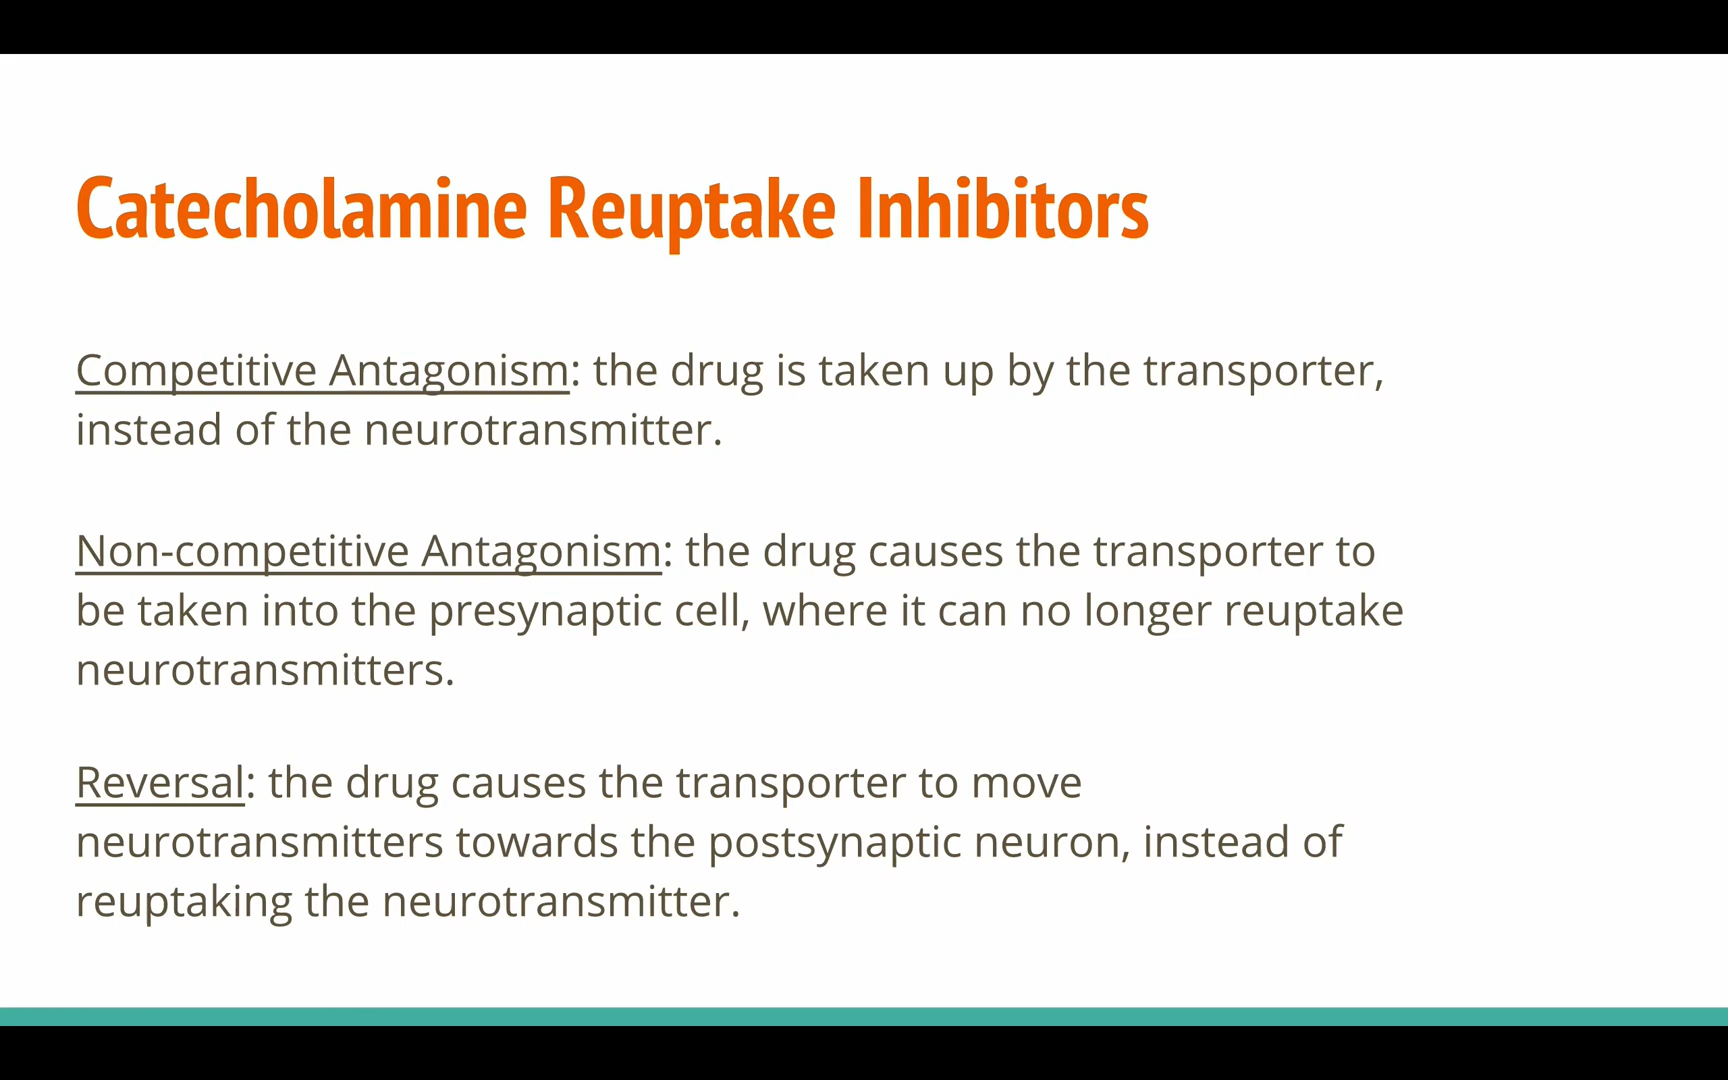 Catecholamine Reuptake Inhibitors
Competitive Antagonism: the drug is taken up by the transporter,
instead of the neurotransmitter.
Non-competitive Antagonism: the drug causes the transporter to
be taken into the presynaptic cell, where it can no longer reuptake
neurotransmitters.
Reversal: the drug causes the transporter to move
neurotransmitters towards the postsynaptic neuron, instead of
reuptaking the neurotransmitter.